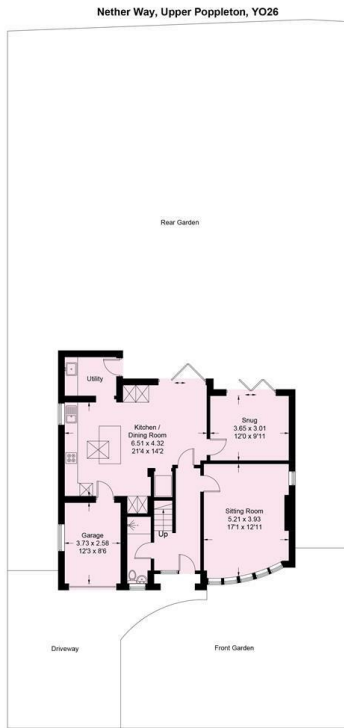 Nether Way, Upper Poppleton, YO26
Rear Garden
Utility
Kitchen /
Dining Room
6.51 x 4.32
21'4 x 14'2
Snug
3.65 x 3.01
12'0 x 9'11
Garage
3.73 x 2.58
12'3 x 8'6
Up
Sitting Room
5.21 x 3.93
17'1 x 12'11
Driveway
Front Garden